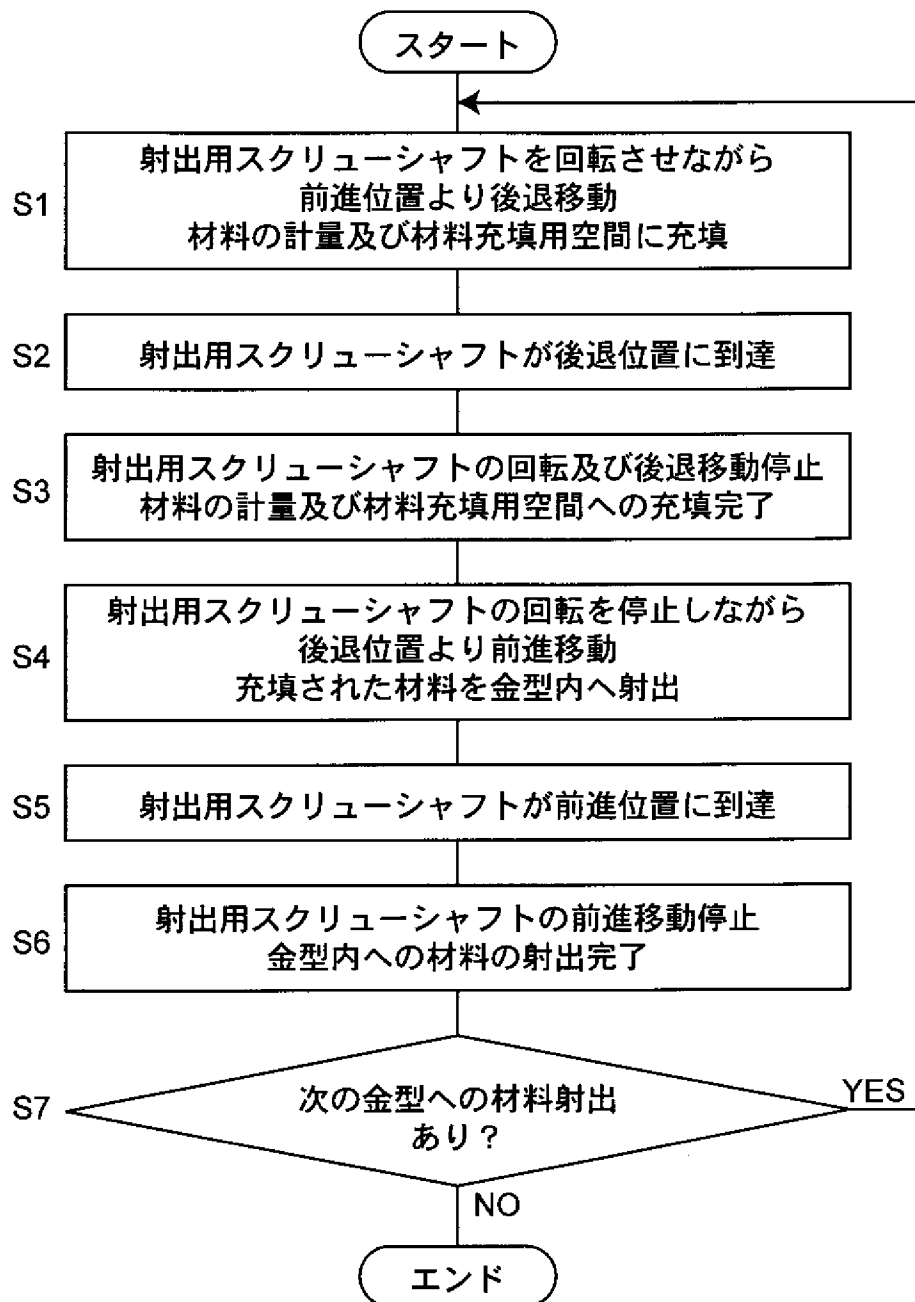 スタート
S1
射出用スクリューシャフトを回転させながら
前進位置より後退移動
材料の計量及び材料充填用空間に充填
S2
射出用スクリューシャフトが後退位置に到達
S3
射出用スクリューシャフトの回転及び後退移動停止
材料の計量及び材料充填用空間への充填完了
S4
射出用スクリューシャフトの回転を停止しながら
後退位置より前進移動
充填された材料を金型内へ射出
S5
射出用スクリューシャフトが前進位置に到達
S6
射出用スクリューシャフトの前進移動停止
金型内への材料の射出完了
S7
次の金型への材料射出
あり？
YES
NO
エンド